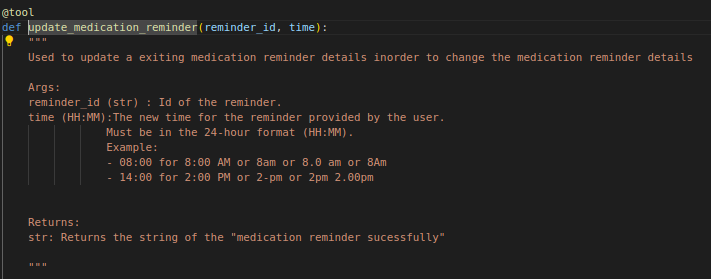 @tool
def update_medication_reminder(reminder_id, time):
"""
Used to update a exiting medication reminder details inorder to change the medication reminder details
Args:
reminder_id (str) : Id of the reminder.
time (HH:MM):The new time for the reminder provided by the user.
Must be in the 24-hour format (HH:MM).
Example:
- 08:00 for 8:00 AM or 8am or 8.0 am or 8Am
- 14:00 for 2:00 PM or 2-pm or 2pm 2.00pm
Returns:
str: Returns the string of the "medication reminder sucessfully"
"""